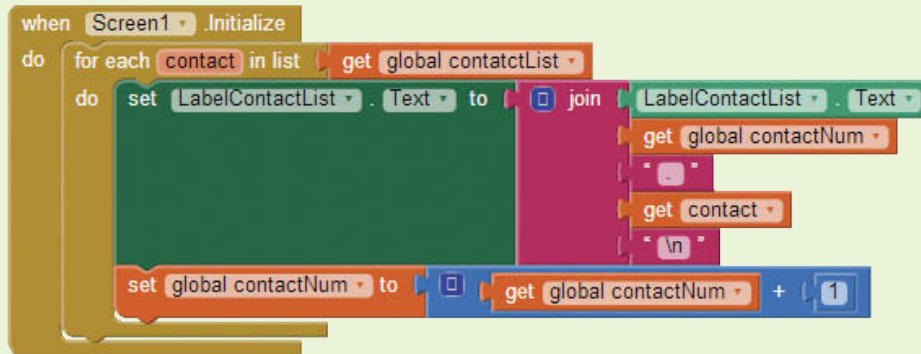 when Screen1 .Initialize
do for each contact in list get global contatctList
do set LabelContactList . Text to join LabelContactList . Text
get global contactNum
" . "
get contact
" \n "
set global contactNum to get global contactNum + 1